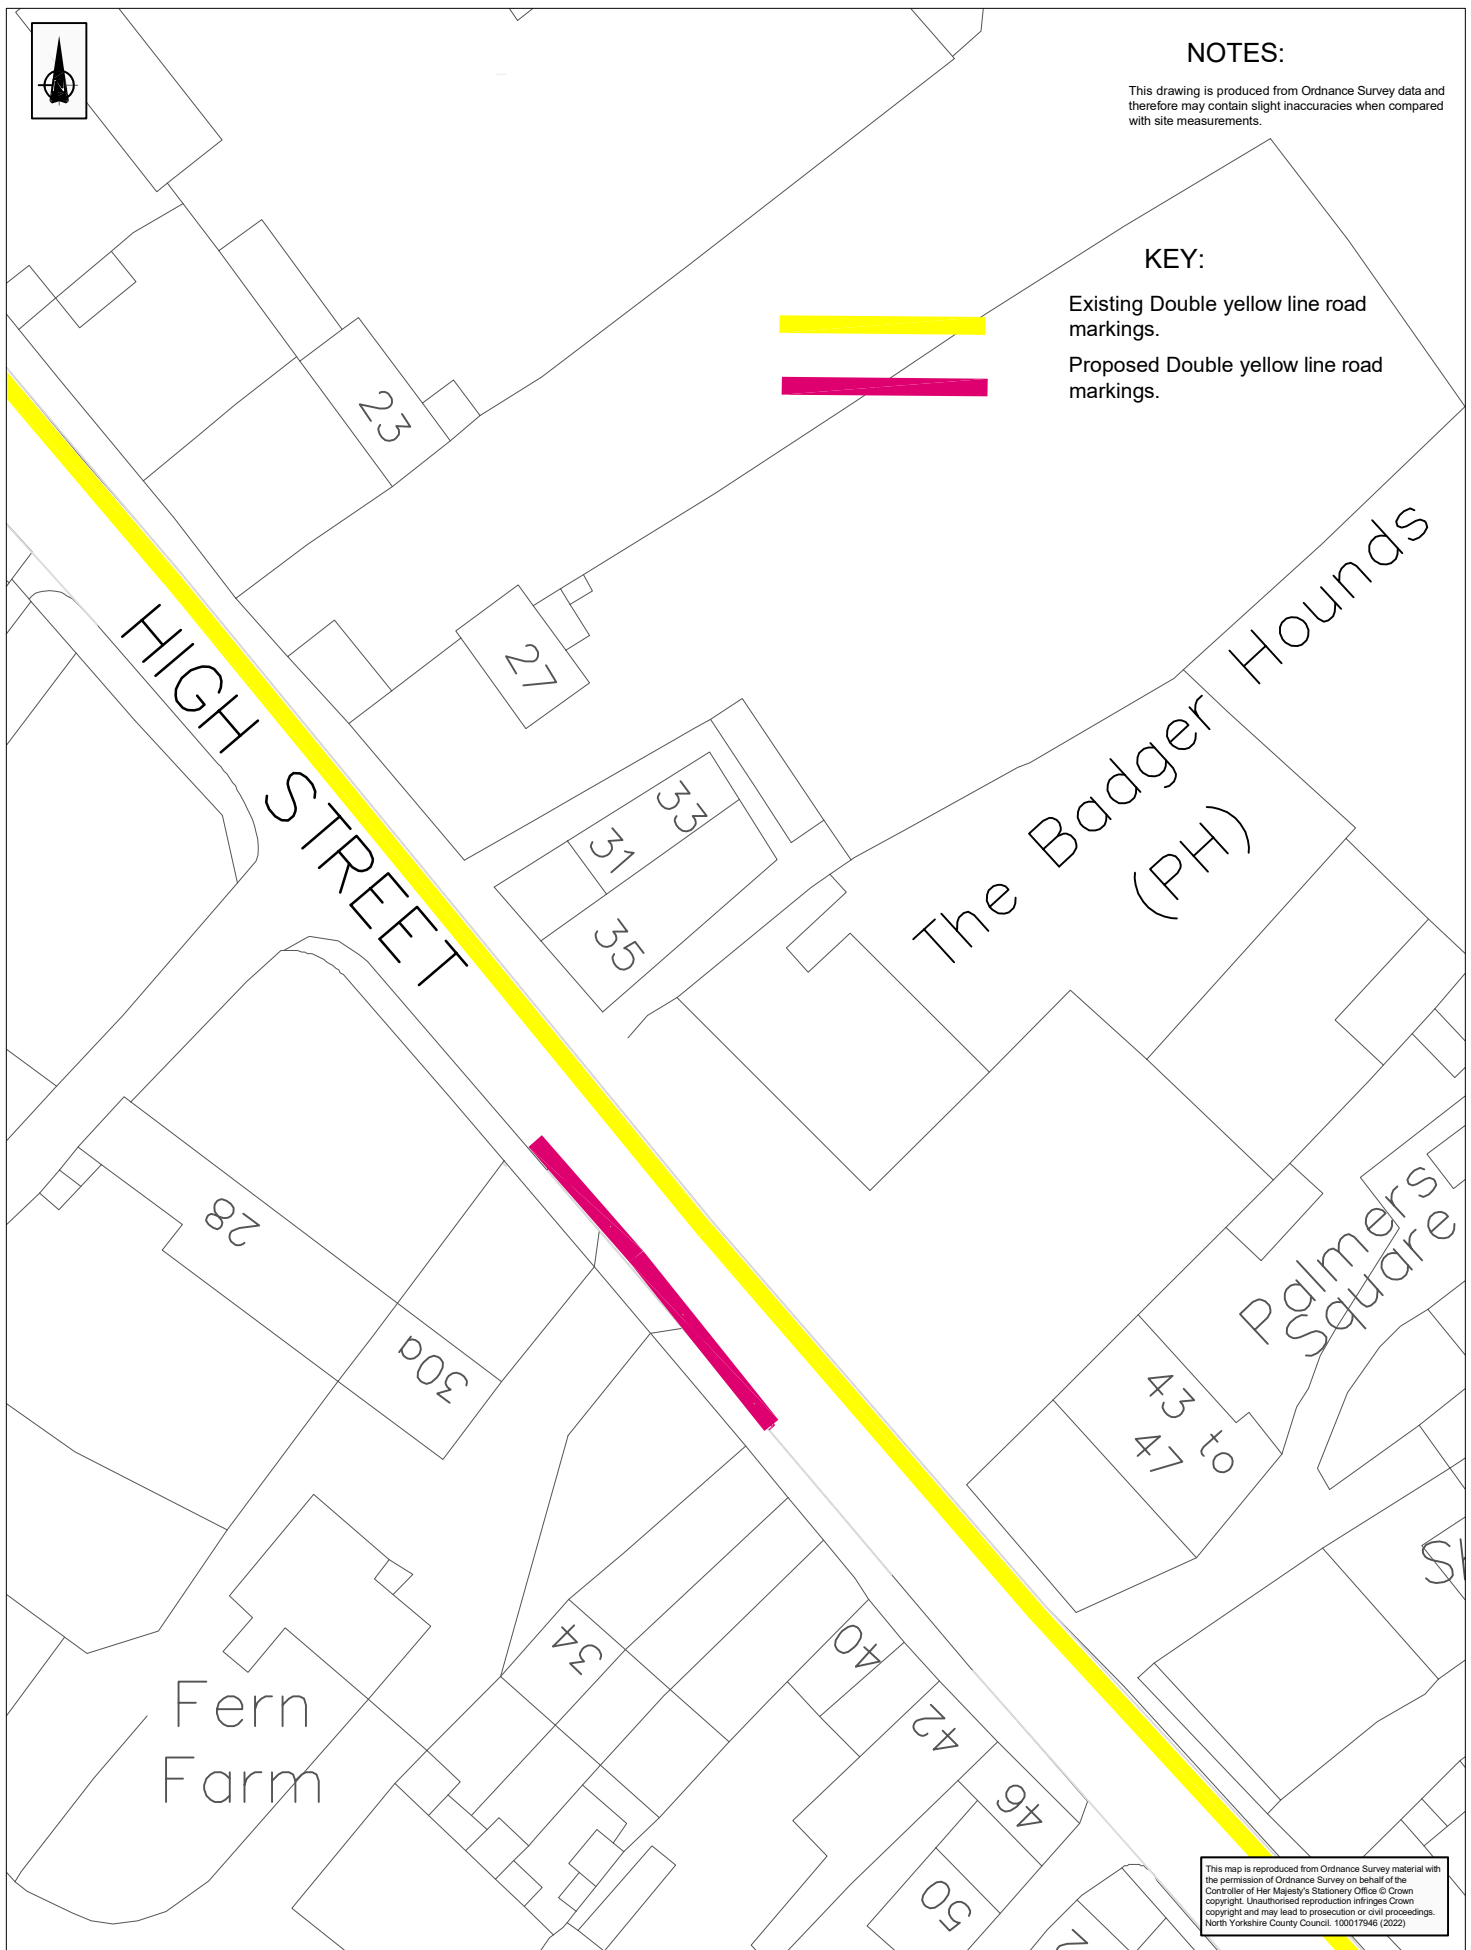 NOTES:
This drawing is produced from Ordnance Survey data and
therefore may contain slight inaccuracies when compared
with site measurements.
KEY:
Existing Double yellow line road
markings.
Proposed Double yellow line road
markings.
23
HIGH STREET
27
The Badger Hounds
(PH)
33
31
35
28
30a
Palmers
Square
43 to
47
34
40
42
46
50
Fern
Farm
This map is reproduced from Ordnance Survey material with
the permission of Ordnance Survey on behalf of the
Controller of Her Majesty's Stationery Office © Crown
copyright. Unauthorised reproduction infringes Crown
copyright and may lead to prosecution or civil proceedings.
North Yorkshire County Council. 100017946 (2022)